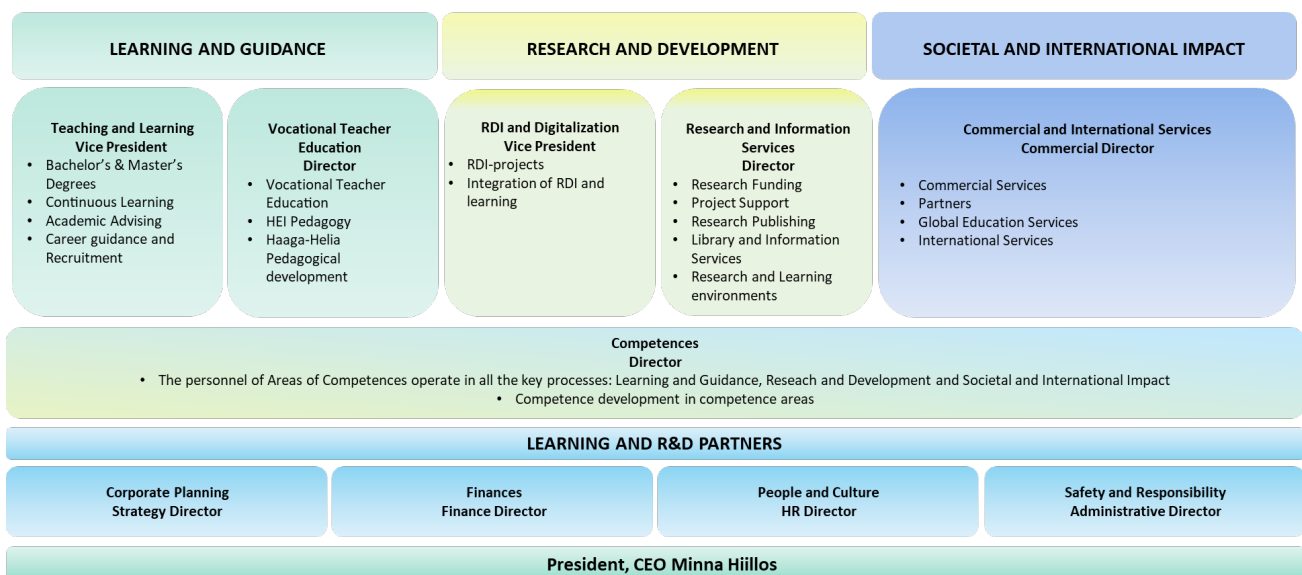 LEARNING AND GUIDANCE
RESEARCH AND DEVELOPMENT
SOCIETAL AND INTERNATIONAL IMPACT
Teaching and Learning
Vice President
• Bachelor's & Master's
Degrees
• Continuous Learning
• Academic Advising
• Career guidance and
Recruitment
Vocational Teacher
Education
Director
• Vocational Teacher
Education
• HEI Pedagogy
• Haaga-Helia
Pedagogical
development
RDI and Digitalization
Vice President
• RDI-projects
• Integration of RDI and
learning
Research and Information
Services
Director
• Research Funding
• Project Support
• Research Publishing
• Library and Information
Services
• Research and Learning
environments
Commercial and International Services
Commercial Director
• Commercial Services
• Partners
• Global Education Services
• International Services
Competences
Director
• The personnel of Areas of Competences operate in all the key processes: Learning and Guidance, Reseach and Development and Societal and International Impact
• Competence development in competence areas
LEARNING AND R&D PARTNERS
Corporate Planning
Strategy Director
Finances
Finance Director
People and Culture
HR Director
Safety and Responsibility
Administrative Director
President, CEO Minna Hiillos